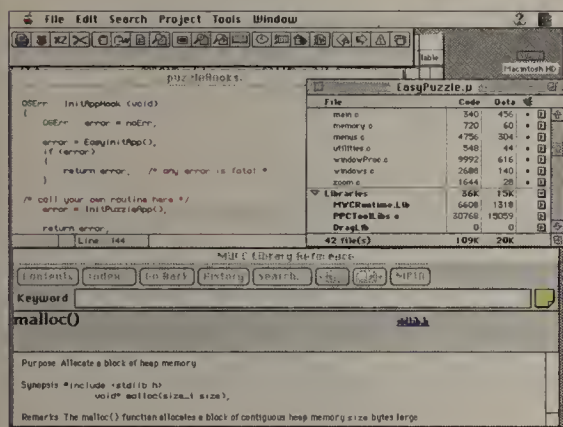 File Edit Search Project Tools Window
lable
Macintosh HD
puzzleHooks.
OSErr InitAppHook (void)
{
OSErr error = noErr,
error = EasyInitApp(),
if (error)
{
return error, /* any error is fatal *
}
/* call your own routine here */
error = InitPuzzleApp(),
return error,
Line 144
EasyPuzzle.µ
File Code Data
main c 340 456
memory c 720 60
menus c 4756 304
utilities c 548 44
windowProc c 9992 616
windows c 2688 140
zoom c 1644 28
Libraries 36K 15K
MWCRuntime.Lib 6608 1318
PPCToolLibs o 30768 15059
DragLib 0 0
42 file(s) 109K 20K
MWCC Library Reference
Contents Index Go Back History Search.
Keyword
malloc() stdlib.h
Purpose Allocate a block of heap memory
Synopsis #include <stdlib h>
void* malloc(size_t size),
Remarks The malloc() function allocates a block of contiguous heap memory size bytes large